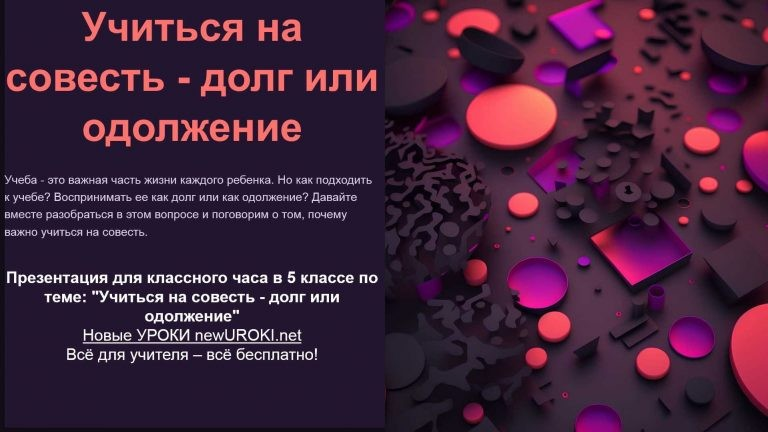 Учиться на
совесть - долг или
одолжение
Учеба - это важная часть жизни каждого ребенка. Но как подходить
к учебе? Воспринимать ее как долг или как одолжение? Давайте
вместе разобраться в этом вопросе и поговорим о том, почему
важно учиться на совесть.
Презентация для классного часа в 5 классе по
теме: "Учиться на совесть - долг или
одолжение"
Новые УРОКИ newUROKI.net
Всё для учителя – всё бесплатно!